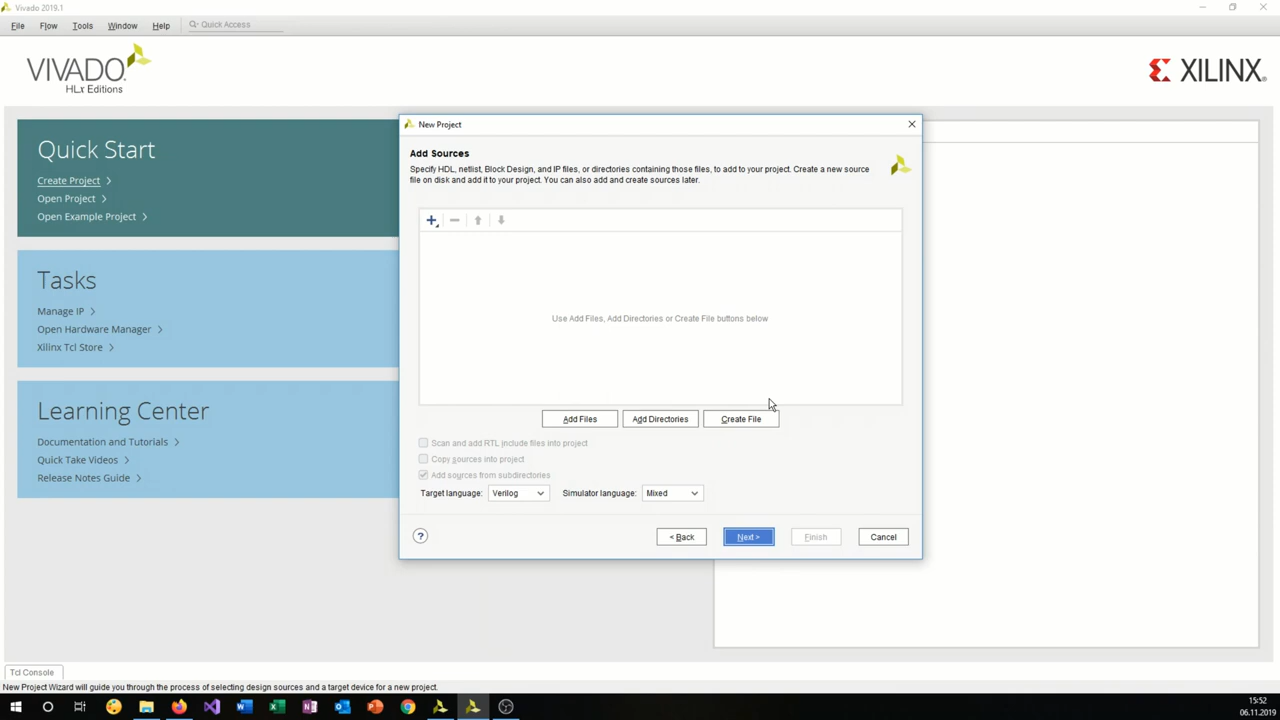 Vivado 2019.1
File Flow Tools Window Help Quick Access
VIVADO
HLx Editions
XILINX
Quick Start
Create Project >
Open Project >
Open Example Project >
Tasks
Manage IP >
Open Hardware Manager >
Xilinx Tcl Store >
Learning Center
Documentation and Tutorials >
Quick Take Videos >
Release Notes Guide >
New Project
Add Sources
Specify HDL, netlist, Block Design, and IP files, or directories containing those files, to add to your project. Create a new source
file on disk and add it to your project. You can also add and create sources later.
Use Add Files, Add Directories or Create File buttons below
Add Files Add Directories Create File
Scan and add RTL include files into project
Copy sources into project
Add sources from subdirectories
Target language: Verilog Simulator language: Mixed
? < Back Next > Finish Cancel
Tcl Console
New Project Wizard will guide you through the process of selecting design sources and a target device for a new project.
15:52
06.11.2019